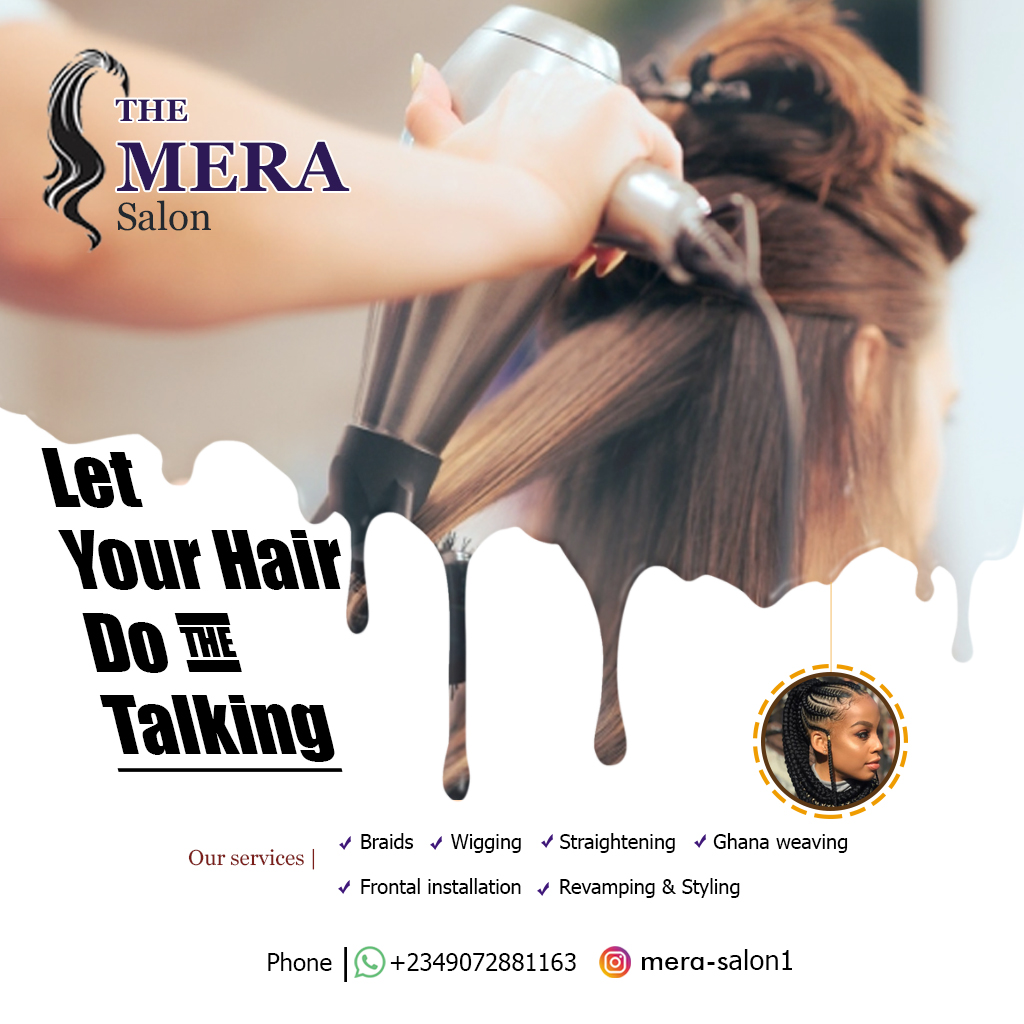 THE
MERA
Salon
Let
Your Hair
Do THE
Talking
Our services |
Braids Wigging Straightening Ghana weaving
Frontal installation Revamping & Styling
Phone | +2349072881163 mera-salon1